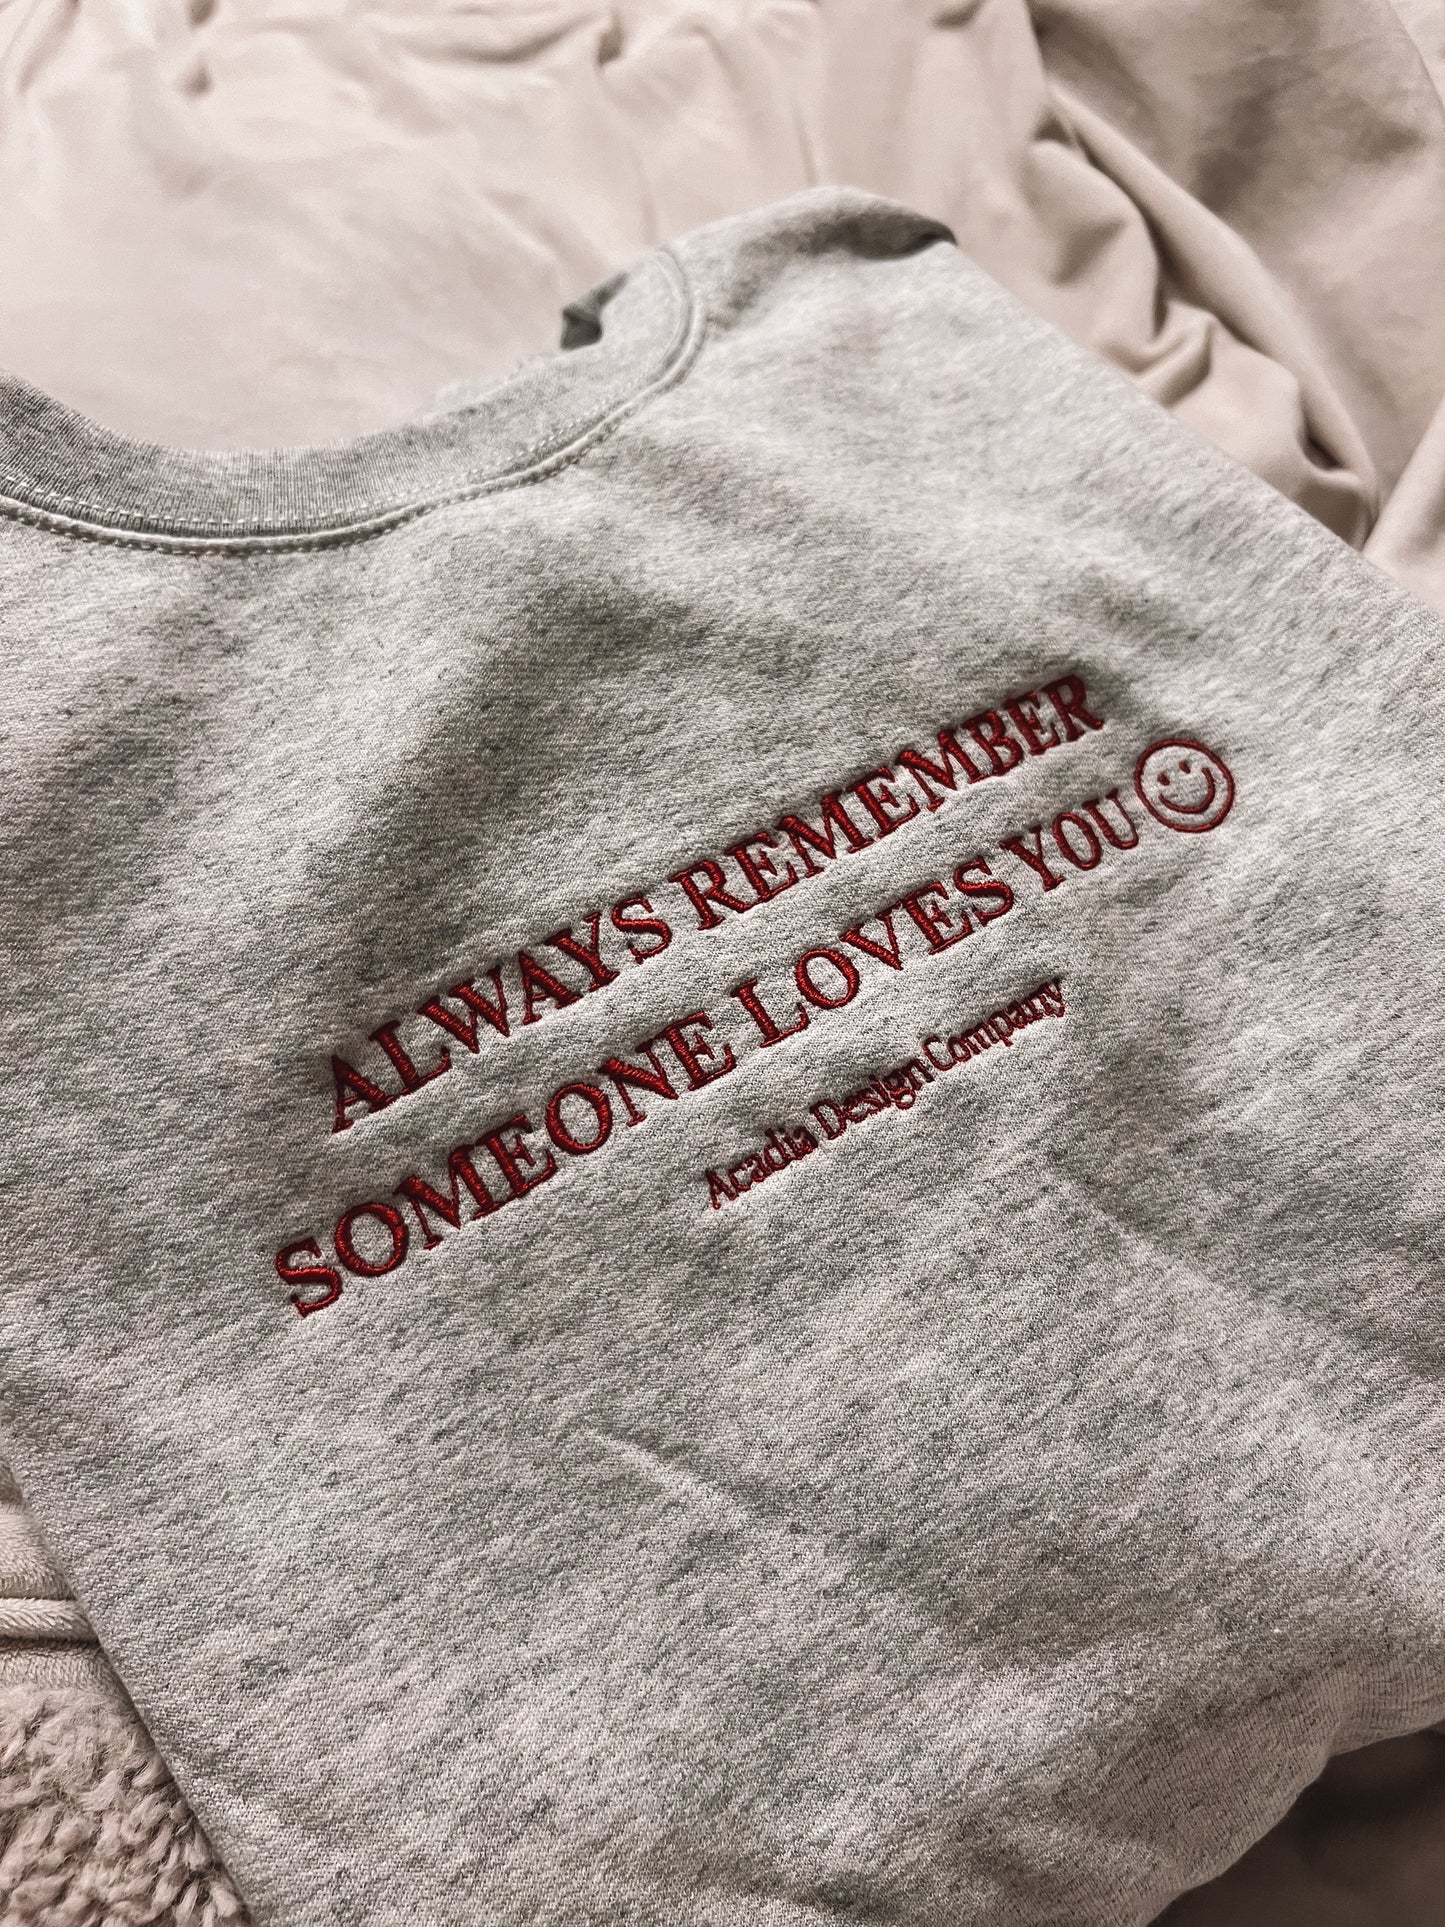 ALWAYS REMEMBER
SOMEONE LOVES YOU
Acadia Design Company